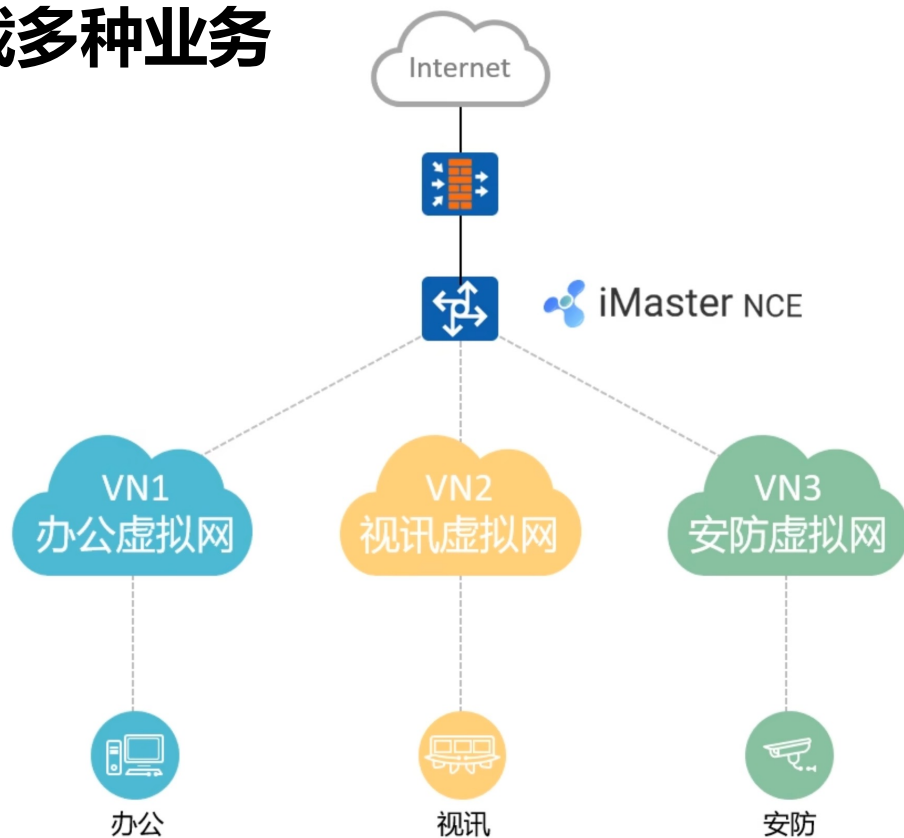 多种业务
Internet
iMaster NCE
VN1
办公虚拟网
VN2
视讯虚拟网
VN3
安防虚拟网
办公
视讯
安防